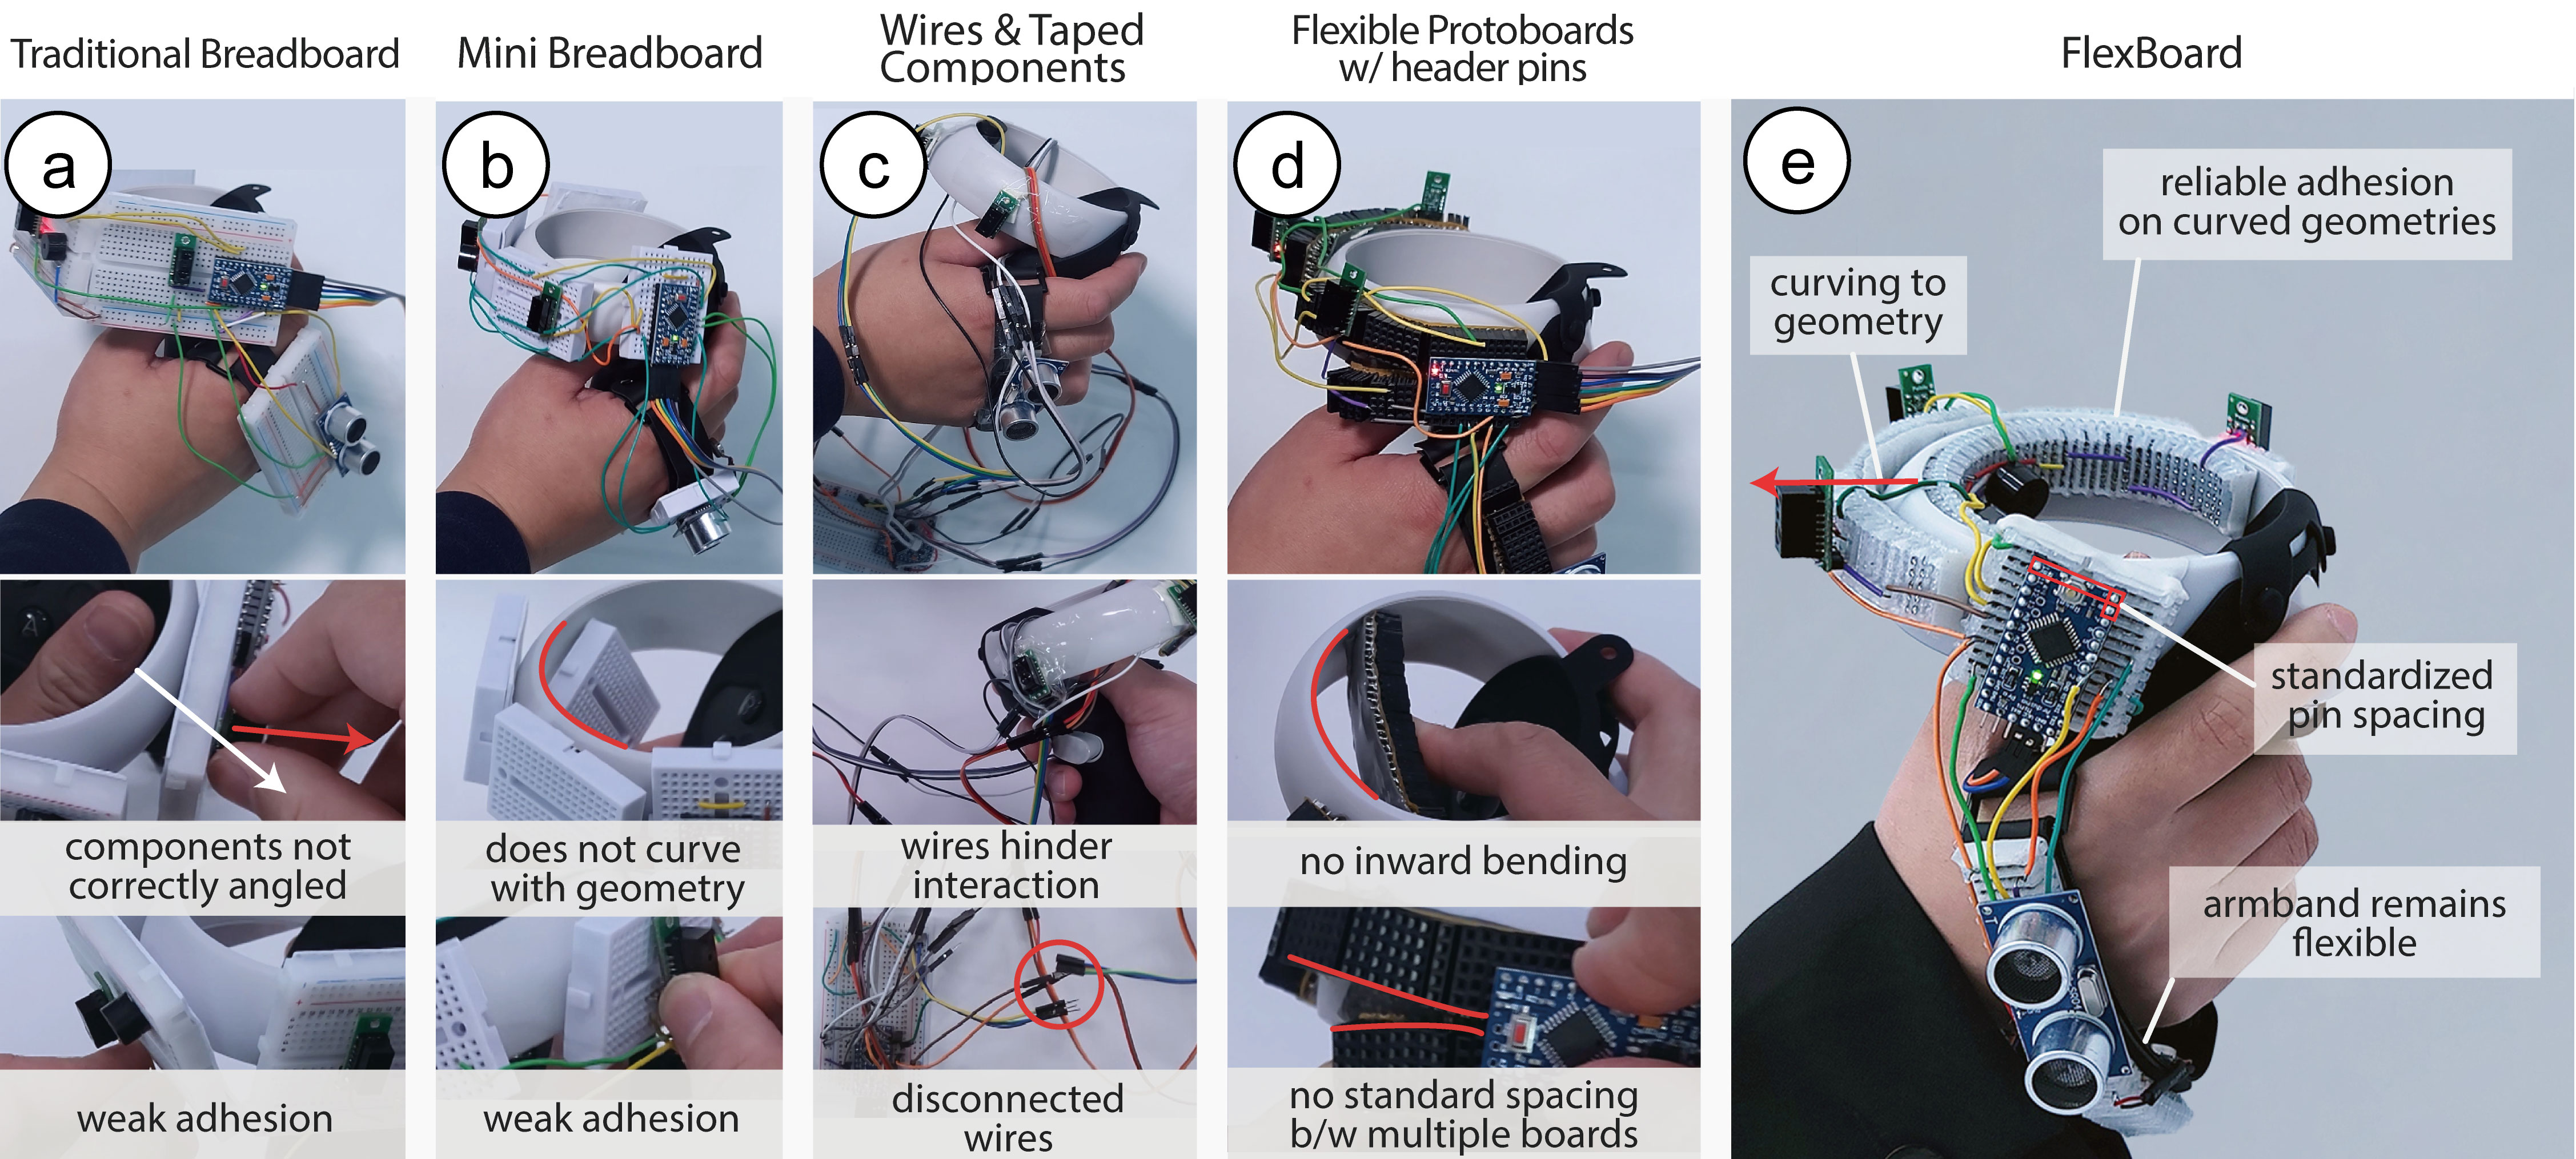 Traditional Breadboard
Mini Breadboard
Wires & Taped
Components
Flexible Protoboards
w/ header pins
FlexBoard
a
b
c
d
e
components not
correctly angled
weak adhesion
does not curve
with geometry
weak adhesion
wires hinder
interaction
disconnected
wires
no inward bending
no standard spacing
b/w multiple boards
reliable adhesion
on curved geometries
curving to
geometry
standardized
pin spacing
armband remains
flexible
A